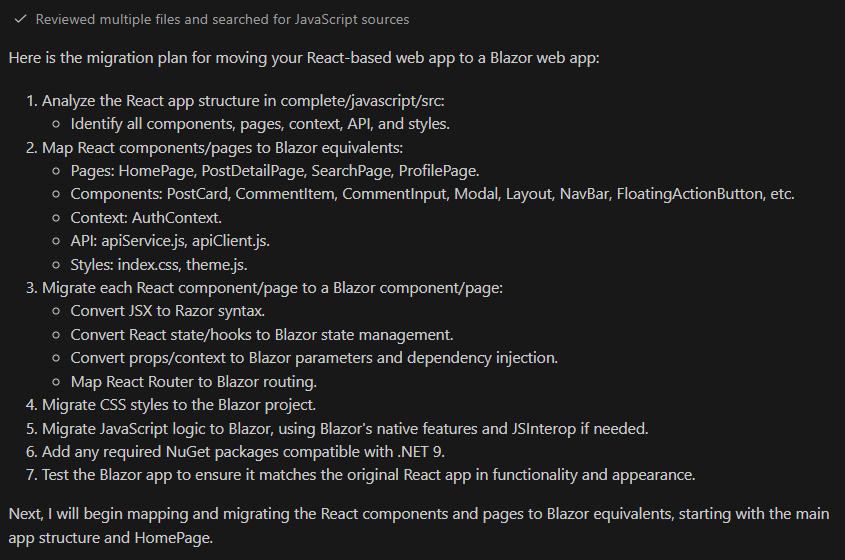 Reviewed multiple files and searched for JavaScript sources
Here is the migration plan for moving your React-based web app to a Blazor web app:
1. Analyze the React app structure in complete/javascript/src:
Identify all components, pages, context, API, and styles.
2. Map React components/pages to Blazor equivalents:
Pages: HomePage, PostDetailPage, SearchPage, ProfilePage.
Components: PostCard, CommentItem, CommentInput, Modal, Layout, NavBar, FloatingActionButton, etc.
Context: AuthContext.
API: apiService.js, apiClient.js.
Styles: index.css, theme.js.
3. Migrate each React component/page to a Blazor component/page:
Convert JSX to Razor syntax.
Convert React state/hooks to Blazor state management.
Convert props/context to Blazor parameters and dependency injection.
Map React Router to Blazor routing.
4. Migrate CSS styles to the Blazor project.
5. Migrate JavaScript logic to Blazor, using Blazor's native features and JSInterop if needed.
6. Add any required NuGet packages compatible with .NET 9.
7. Test the Blazor app to ensure it matches the original React app in functionality and appearance.
Next, I will begin mapping and migrating the React components and pages to Blazor equivalents, starting with the main
app structure and HomePage.